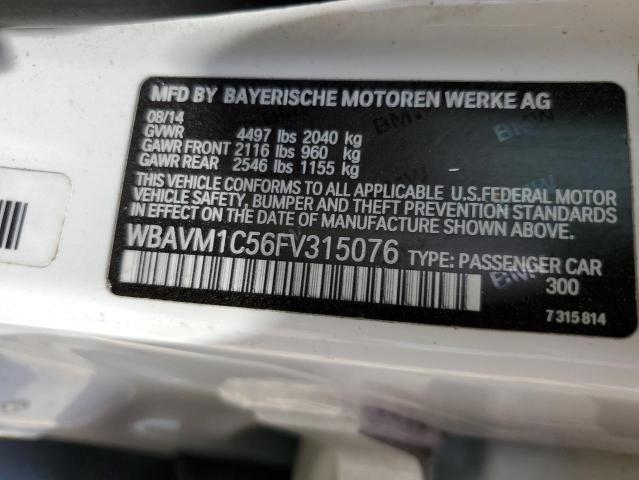 MFD BY BAYERISCHE MOTOREN WERKE AG
08/14
GVWR 4497 lbs 2040 kg
GAWR FRONT 2116 lbs 960 kg
GAWR REAR 2546 lbs 1155 kg
THIS VEHICLE CONFORMS TO ALL APPLICABLE U.S.FEDERAL MOTOR
VEHICLE SAFETY, BUMPER AND THEFT PREVENTION STANDARDS
IN EFFECT ON THE DATE OF MANUFACTURE SHOWN ABOVE.
WBAVM1C56FV315076 TYPE: PASSENGER CAR
300
7 315 814